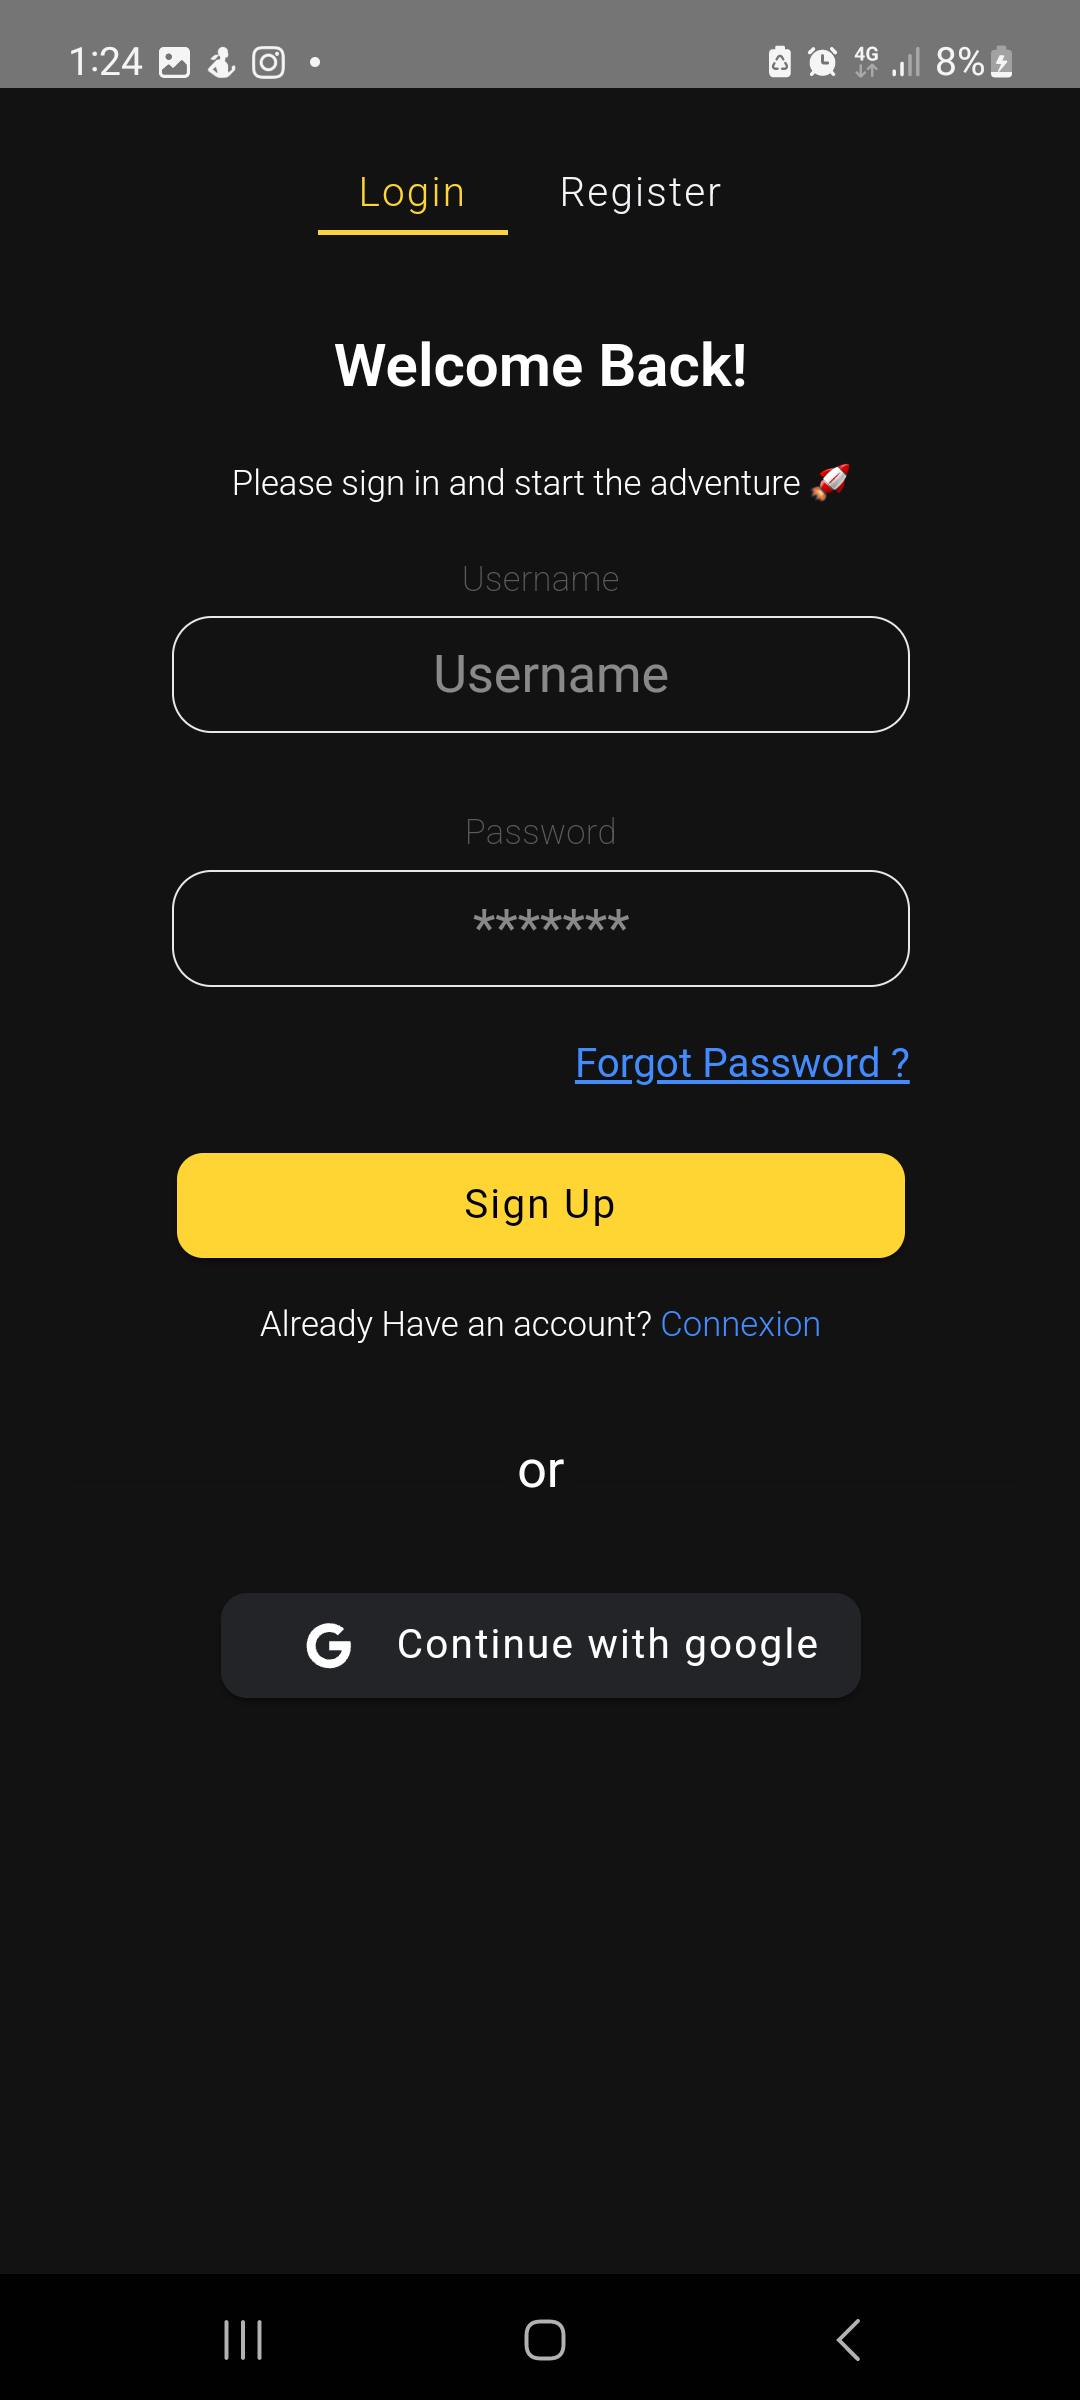 1:24 4G 8%
Login Register
Welcome Back!
Please sign in and start the adventure 🚀
Username
Username
Password
*******
Forgot Password ?
Sign Up
Already Have an account? Connexion
or
G Continue with google